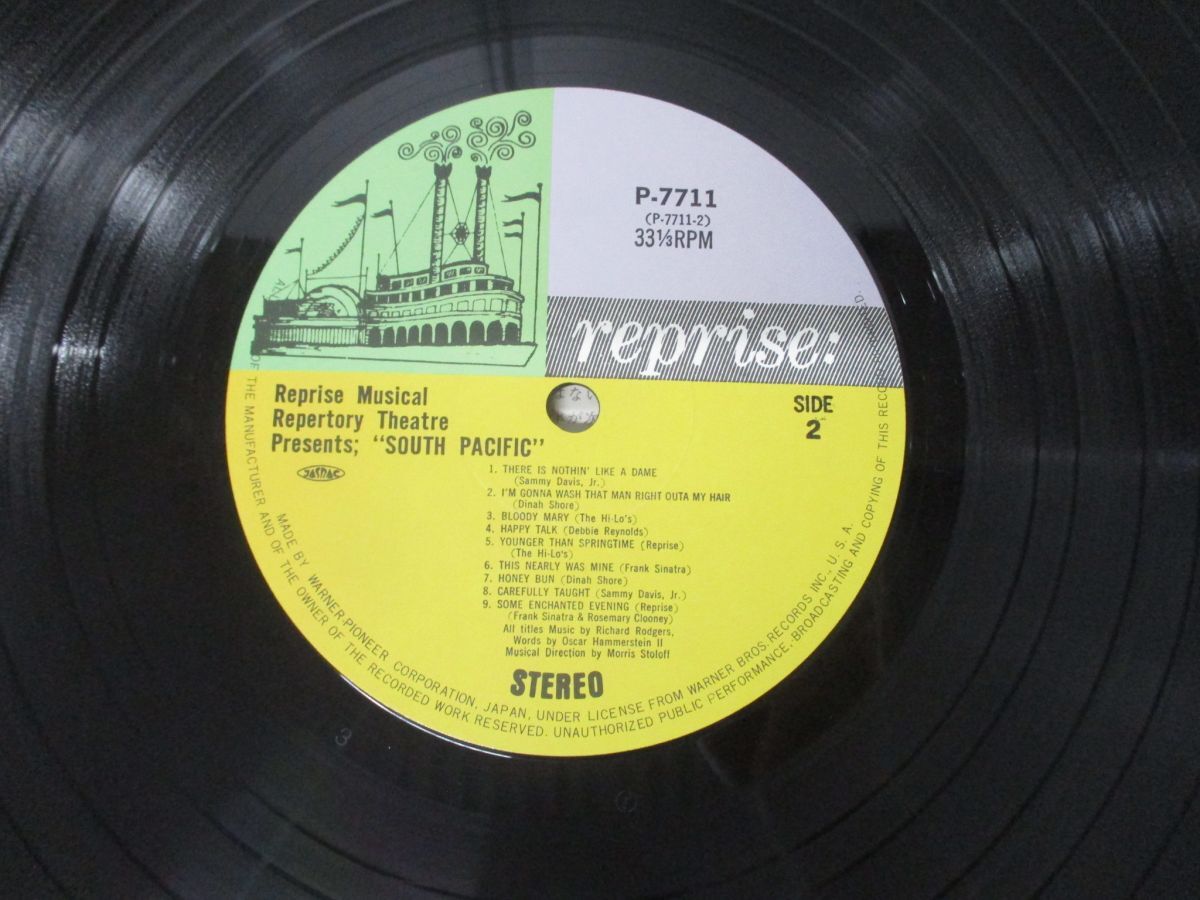 P-7711
(P-7711-2)
33⅓RPM
reprise:
Reprise Musical
Repertory Theatre
Presents; "SOUTH PACIFIC"
JASRAC
SIDE
2
1. THERE IS NOTHIN' LIKE A DAME
(Sammy Davis, Jr.)
2. I'M GONNA WASH THAT MAN RIGHT OUTA MY HAIR
(Dinah Shore)
3. BLOODY MARY (The Hi-Lo's)
4. HAPPY TALK (Debbie Reynolds)
5. YOUNGER THAN SPRINGTIME (Reprise)
(The Hi-Lo's)
6. THIS NEARLY WAS MINE (Frank Sinatra)
7. HONEY BUN (Dinah Shore)
8. CAREFULLY TAUGHT (Sammy Davis, Jr.)
9. SOME ENCHANTED EVENING (Reprise)
(Frank Sinatra & Rosemary Clooney)
All titles Music by Richard Rodgers,
Words by Oscar Hammerstein II
Musical Direction by Morris Stoloff
STEREO
MADE BY WARNER-PIONEER CORPORATION, JAPAN, UNDER LICENSE FROM WARNER BROS. RECORDS INC., U. S. A.
OF THE MANUFACTURER AND OF THE OWNER OF THE RECORDED WORK RESERVED. UNAUTHORIZED PUBLIC PERFORMANCE, BROADCASTING AND COPYING OF THIS RECORD
3